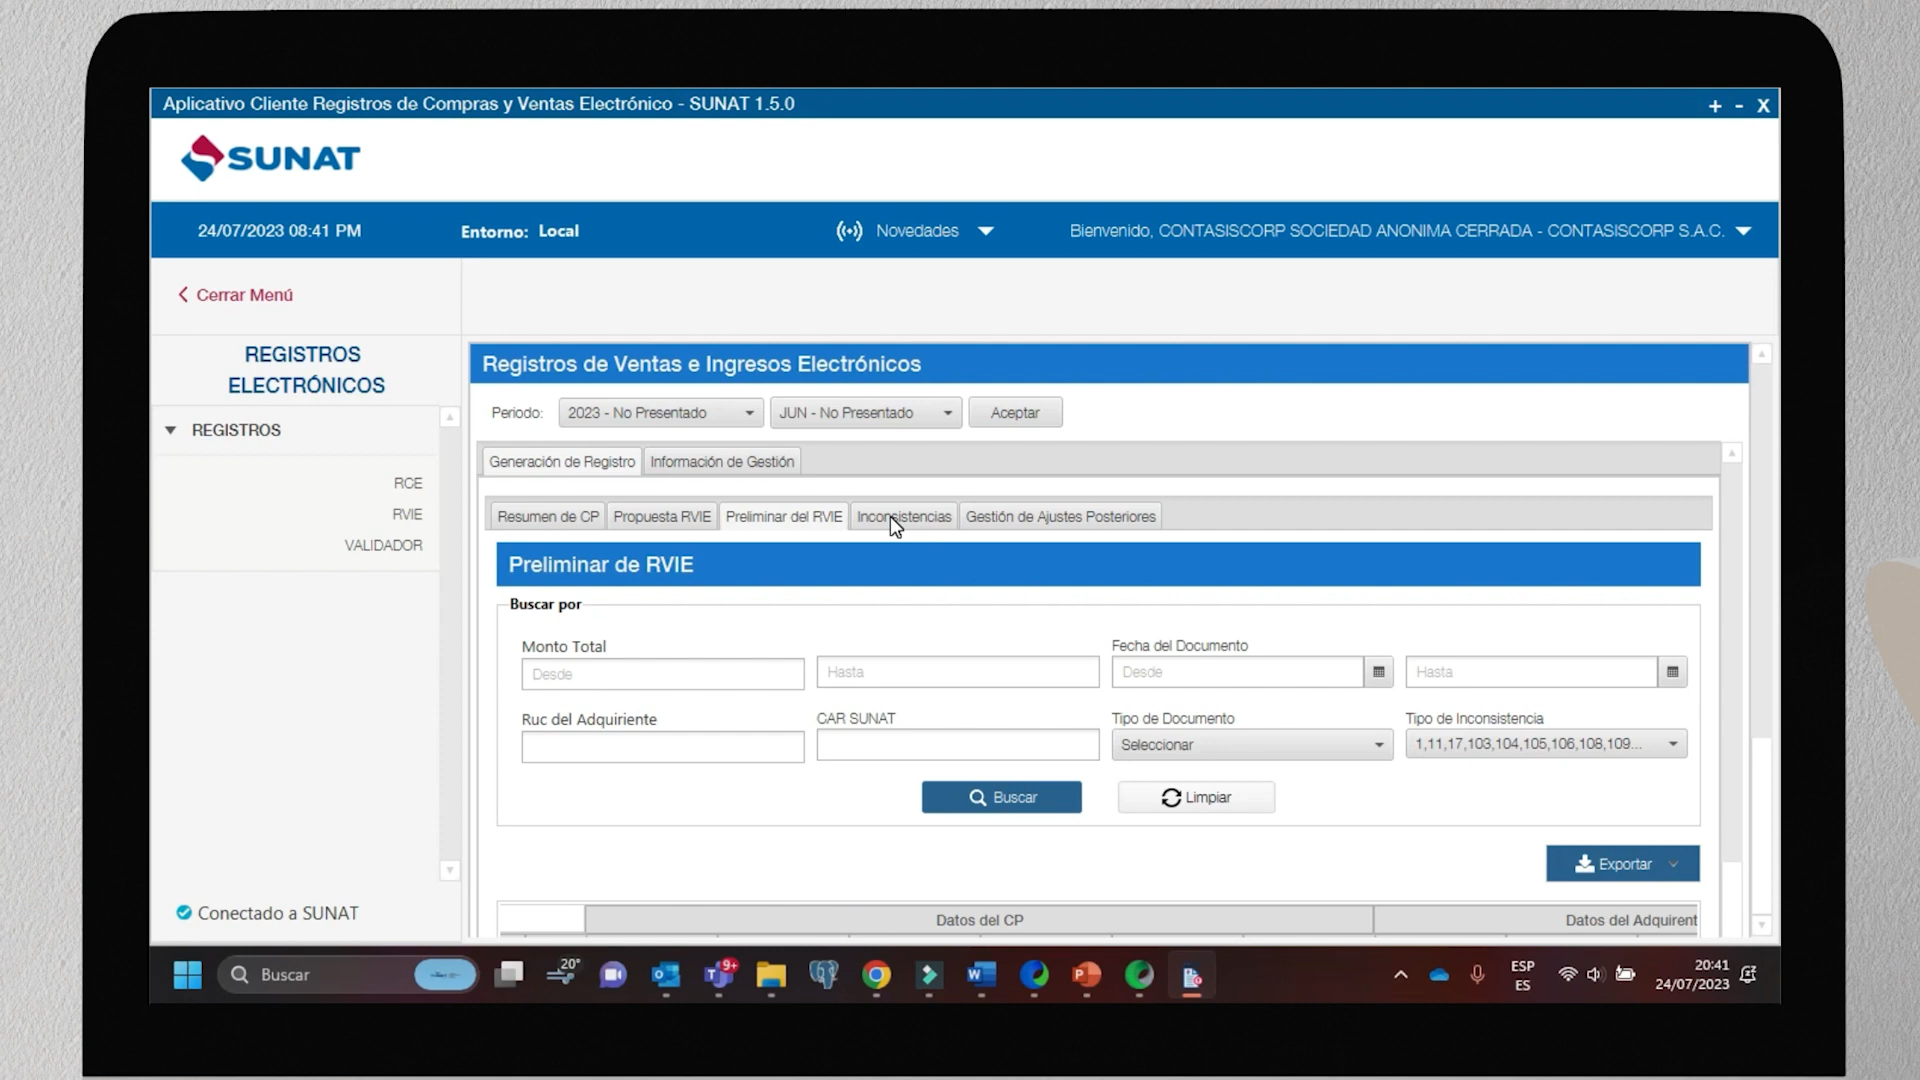 Aplicativo Cliente Registros de Compras y Ventas Electrónico - SUNAT 1.5.0
+ - X
SUNAT
24/07/2023 08:41 PM
Entorno: Local
Novedades
Bienvenido, CONTASISCORP SOCIEDAD ANONIMA CERRADA - CONTASISCORP S.A.C.
Cerrar Menú
REGISTROS
ELECTRÓNICOS
REGISTROS
RCE
RVIE
VALIDADOR
Conectado a SUNAT
Registros de Ventas e Ingresos Electrónicos
Periodo: 2023 - No Presentado JUN - No Presentado Aceptar
Generación de Registro Información de Gestión
Resumen de CP Propuesta RVIE Preliminar del RVIE Inconsistencias Gestión de Ajustes Posteriores
Preliminar de RVIE
Buscar por
Monto Total Fecha del Documento
Desde Hasta Desde Hasta
Ruc del Adquiriente CAR SUNAT Tipo de Documento Tipo de Inconsistencia
Seleccionar 1,11,17,103,104,105,106,108,109...
Buscar Limpiar
Exportar
Datos del CP Datos del Adquirent
Buscar
20°
9+
ESP
ES
20:41
24/07/2023